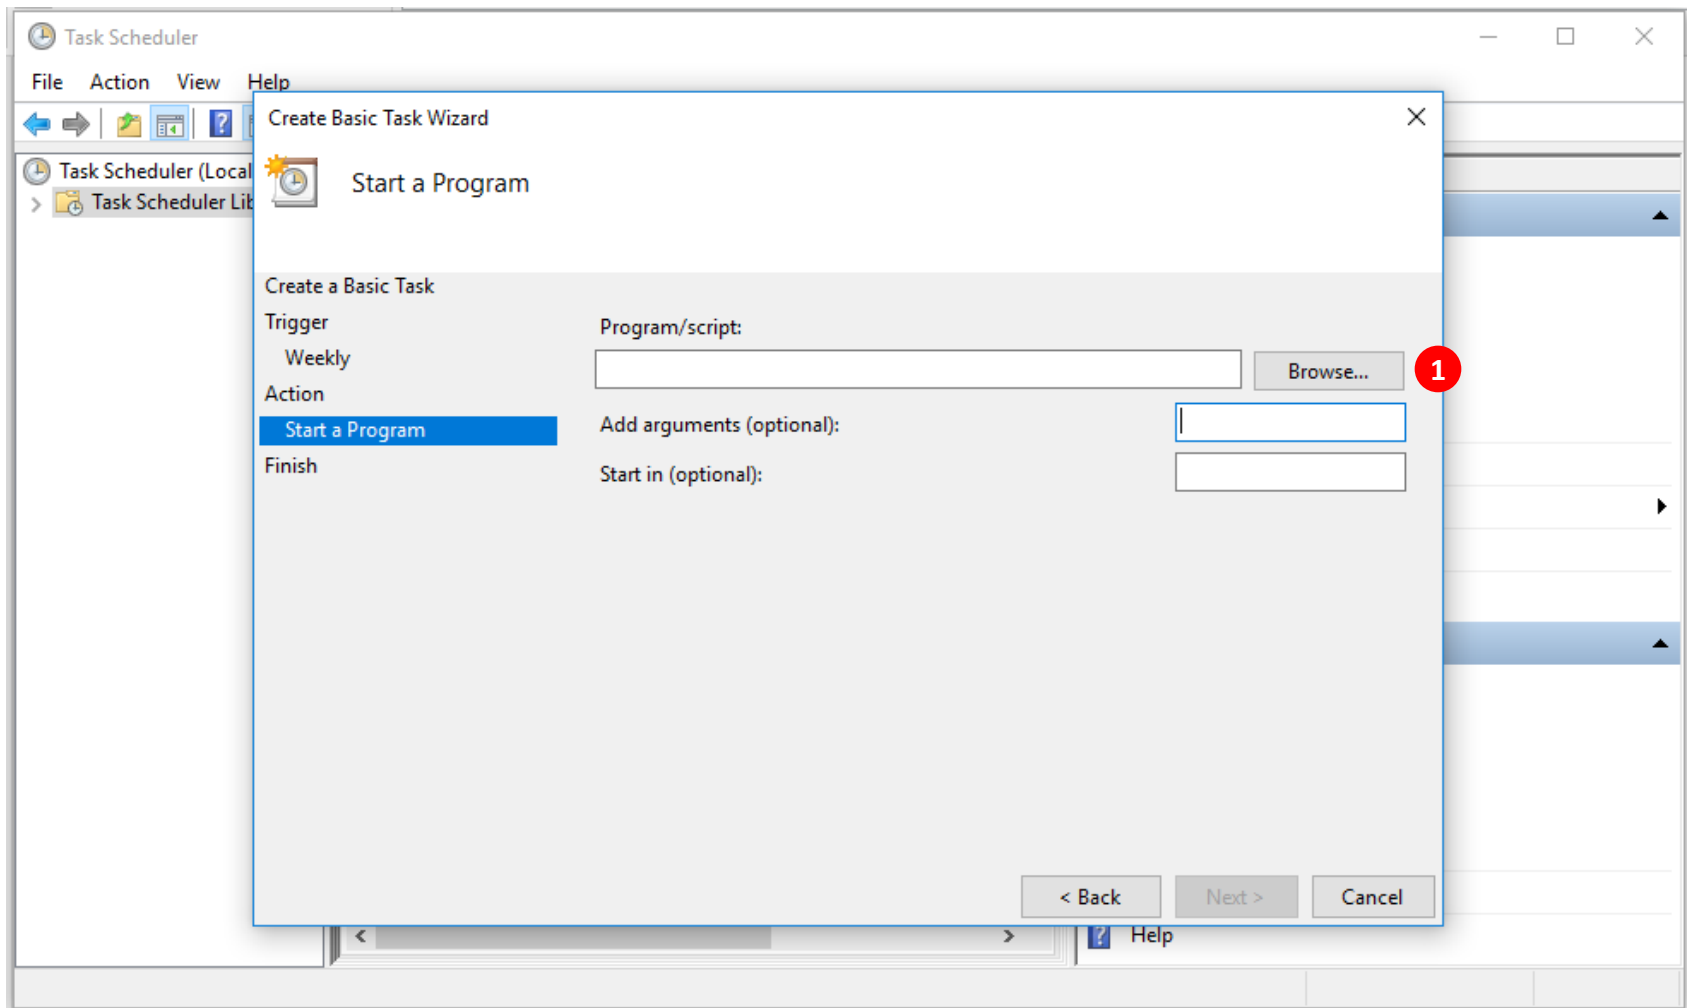 Task Scheduler
File Action View Help
Task Scheduler (Local
Task Scheduler Lib
Create Basic Task Wizard
Start a Program
Create a Basic Task
Trigger
Weekly
Action
Start a Program
Finish
Program/script:
Browse...
1
Add arguments (optional):
Start in (optional):
< Back
Next >
Cancel
Help